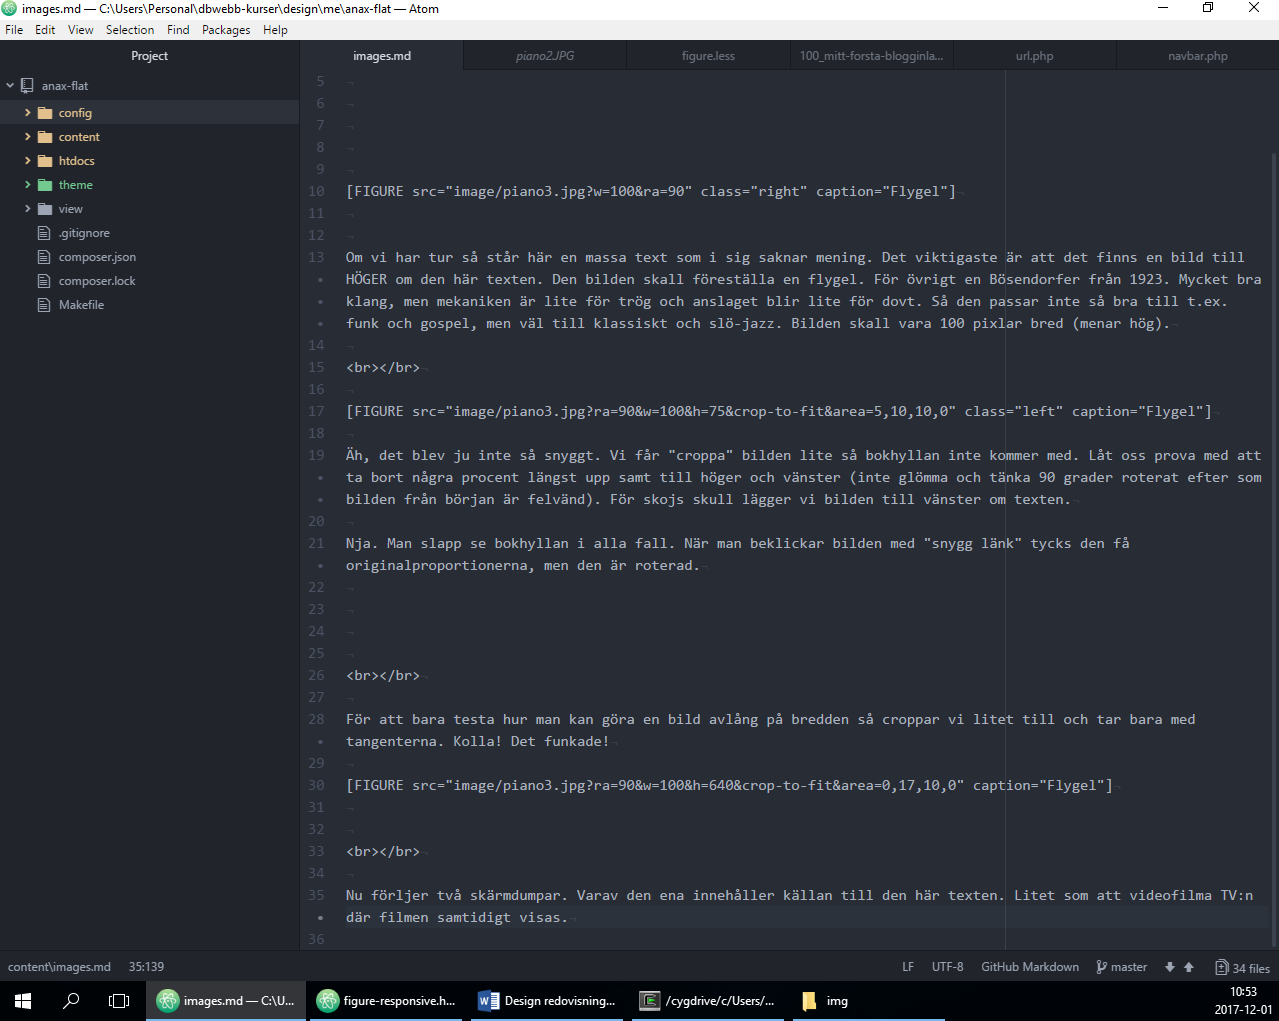 images.md — C:\Users\Personal\dbwebb-kurser\design\me\anax-flat — Atom
File Edit View Selection Find Packages Help
Project
images.md piano2.JPG figure.less 100_mitt-forsta-blogginla... url.php navbar.php
anax-flat
config
content
htdocs
theme
view
.gitignore
composer.json
composer.lock
Makefile
5
6
7
8
9
10 [FIGURE src="image/piano3.jpg?w=100&ra=90" class="right" caption="Flygel"]
11
12
13 Om vi har tur så står här en massa text som i sig saknar mening. Det viktigaste är att det finns en bild till
HÖGER om den här texten. Den bilden skall föreställa en flygel. För övrigt en Bösendorfer från 1923. Mycket bra
klang, men mekaniken är lite för trög och anslaget blir lite för dovt. Så den passar inte så bra till t.ex.
funk och gospel, men väl till klassiskt och slö-jazz. Bilden skall vara 100 pixlar bred (menar hög).
14
15 <br></br>
16
17 [FIGURE src="image/piano3.jpg?ra=90&w=100&h=75&crop-to-fit&area=5,10,10,0" class="left" caption="Flygel"]
18
19 Äh, det blev ju inte så snyggt. Vi får "croppa" bilden lite så bokhyllan inte kommer med. Låt oss prova med att
ta bort några procent längst upp samt till höger och vänster (inte glömma och tänka 90 grader roterat efter som
bilden från början är felvänd). För skojs skull lägger vi bilden till vänster om texten.
20
21 Nja. Man slapp se bokhyllan i alla fall. När man beklickar bilden med "snygg länk" tycks den få
originalproportionerna, men den är roterad.
22
23
24
25
26 <br></br>
27
28 För att bara testa hur man kan göra en bild avlång på bredden så croppar vi litet till och tar bara med
tangenterna. Kolla! Det funkade!
29
30 [FIGURE src="image/piano3.jpg?ra=90&w=100&h=640&crop-to-fit&area=0,17,10,0" caption="Flygel"]
31
32
33 <br></br>
34
35 Nu förljer två skärmdumpar. Varav den ena innehåller källan till den här texten. Litet som att videofilma TV:n
där filmen samtidigt visas.
36
content\images.md 35:139 LF UTF-8 GitHub Markdown master 34 files
images.md — C:\U... figure-responsive.h... Design redovisning... /cygdrive/c/Users/... img
10:53
2017-12-01